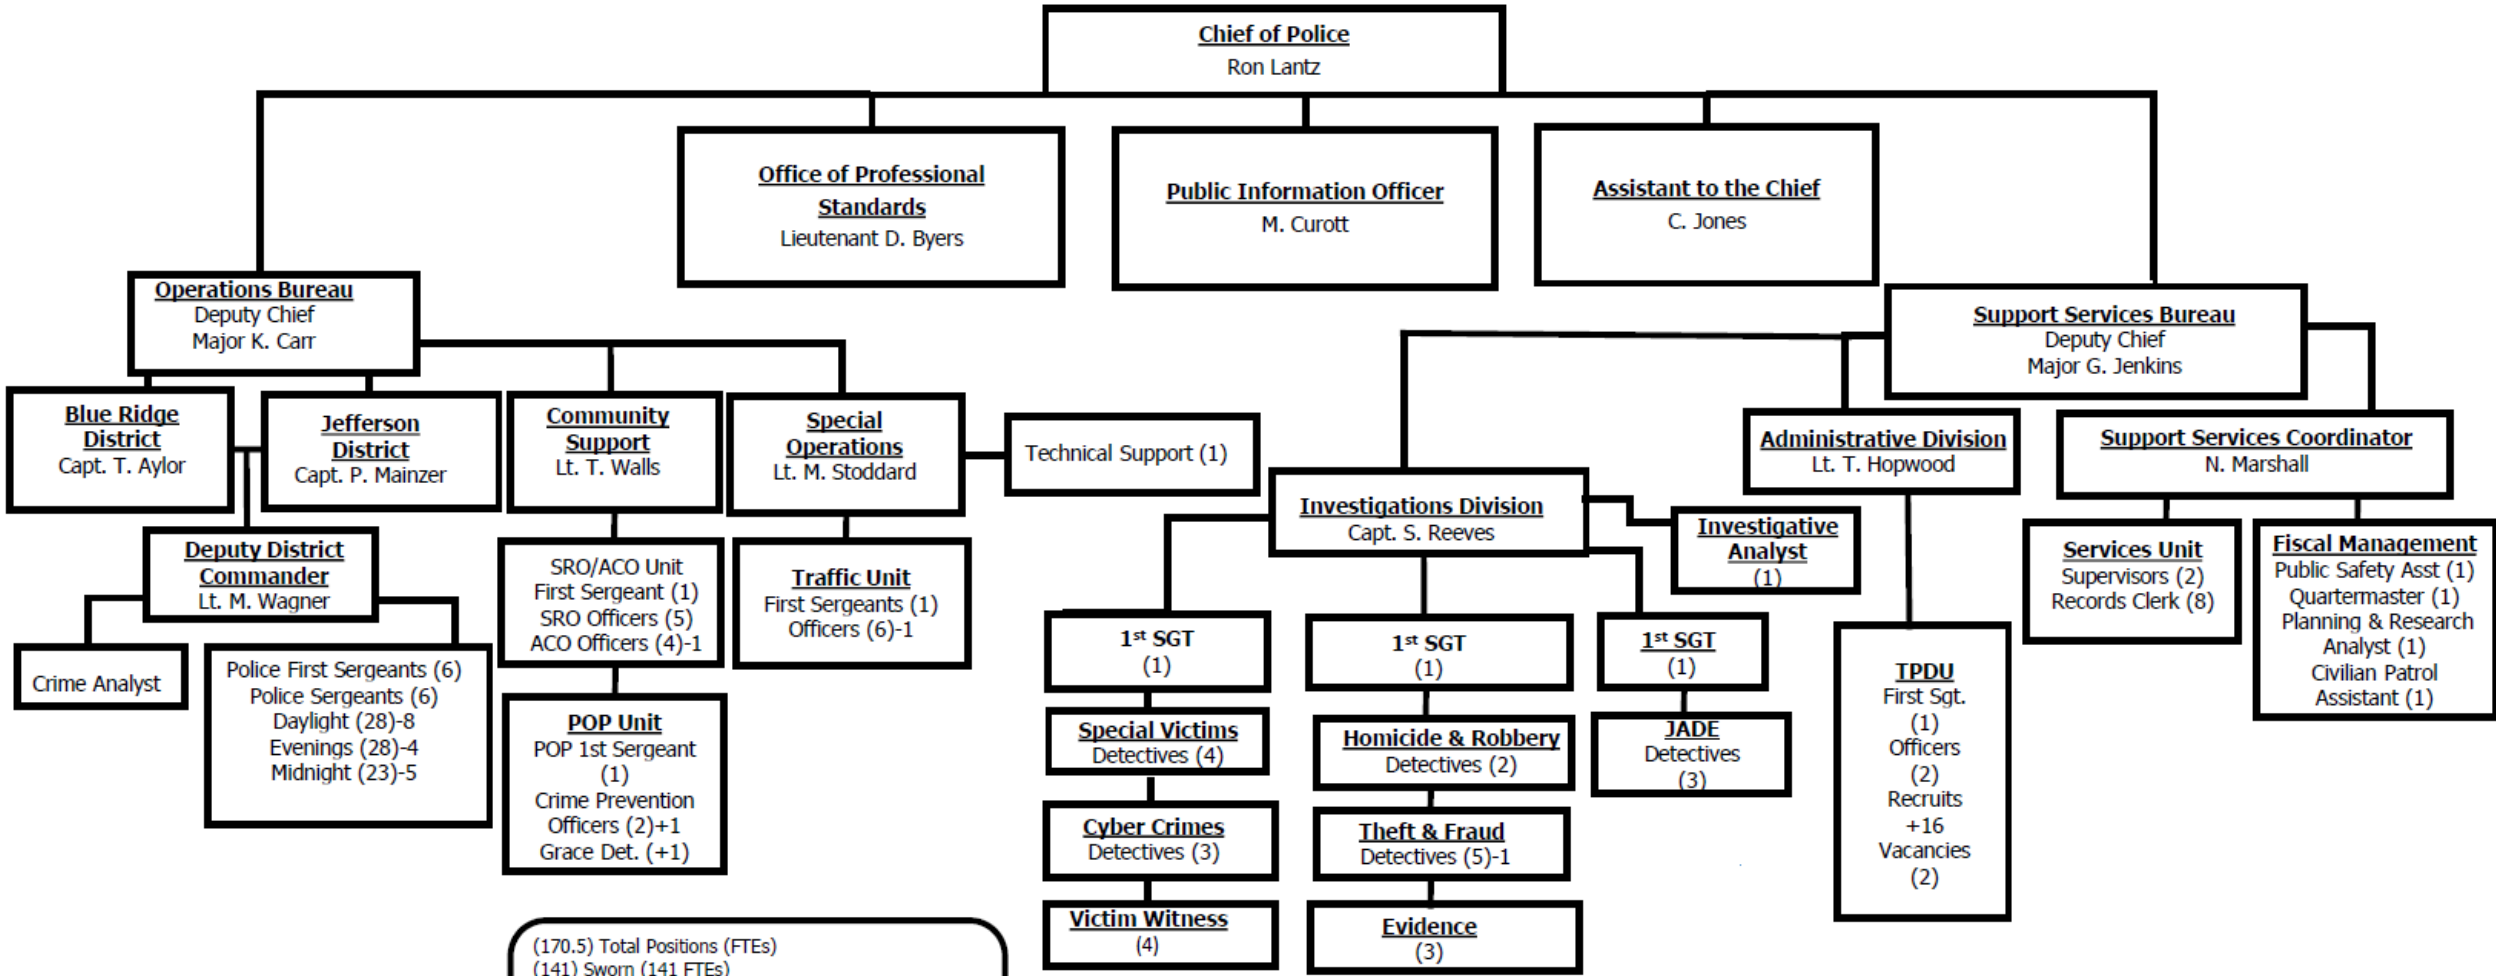 Chief of Police
Ron Lantz
Office of Professional
Standards
Lieutenant D. Byers
Public Information Officer
M. Curott
Assistant to the Chief
C. Jones
Operations Bureau
Deputy Chief
Major K. Carr
Support Services Bureau
Deputy Chief
Major G. Jenkins
Blue Ridge
District
Capt. T. Aylor
Jefferson
District
Capt. P. Mainzer
Community
Support
Lt. T. Walls
Special
Operations
Lt. M. Stoddard
Technical Support (1)
Administrative Division
Lt. T. Hopwood
Support Services Coordinator
N. Marshall
Investigations Division
Capt. S. Reeves
Investigative
Analyst
(1)
Deputy District
Commander
Lt. M. Wagner
SRO/ACO Unit
First Sergeant (1)
SRO Officers (5)
ACO Officers (4)-1
Traffic Unit
First Sergeants (1)
Officers (6)-1
Services Unit
Supervisors (2)
Records Clerk (8)
Fiscal Management
Public Safety Asst (1)
Quartermaster (1)
Planning & Research
Analyst (1)
Civilian Patrol
Assistant (1)
Crime Analyst
Police First Sergeants (6)
Police Sergeants (6)
Daylight (28)-8
Evenings (28)-4
Midnight (23)-5
POP Unit
POP 1st Sergeant
(1)
Crime Prevention
Officers (2)+1
Grace Det. (+1)
1st SGT
(1)
1st SGT
(1)
1st SGT
(1)
Special Victims
Detectives (4)
Homicide & Robbery
Detectives (2)
JADE
Detectives
(3)
TPDU
First Sgt.
(1)
Officers
(2)
Recruits
+16
Vacancies
(2)
Cyber Crimes
Detectives (3)
Theft & Fraud
Detectives (5)-1
Victim Witness
(4)
Evidence
(3)
(170.5) Total Positions (FTEs)
(141) Sworn (141 FTEs)